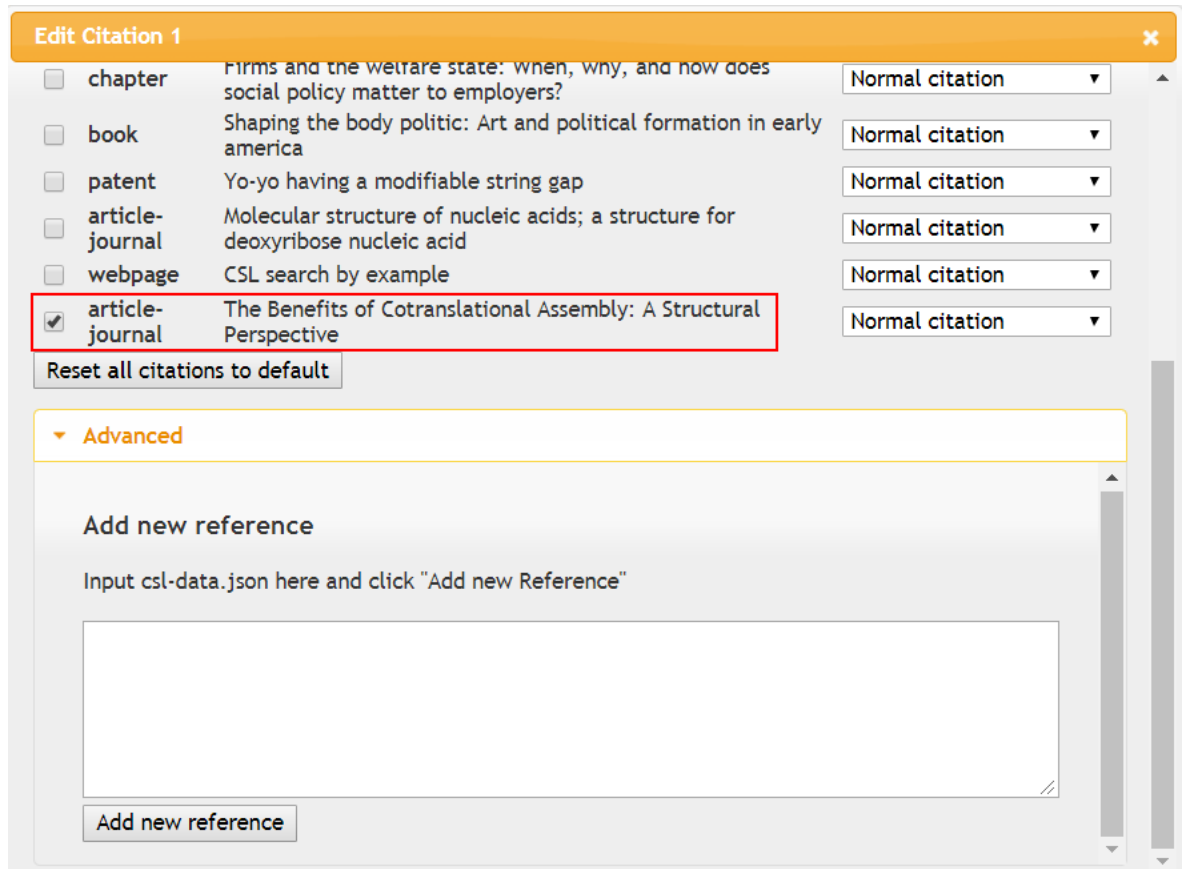 Edit Citation 1
chapter
Firms and the welfare state: When, why, and how does
social policy matter to employers?
Normal citation
book
Shaping the body politic: Art and political formation in early
america
Normal citation
patent
Yo-yo having a modifiable string gap
Normal citation
article-
journal
Molecular structure of nucleic acids; a structure for
deoxyribose nucleic acid
Normal citation
webpage
CSL search by example
Normal citation
article-
journal
The Benefits of Cotranslational Assembly: A Structural
Perspective
Normal citation
Reset all citations to default
Advanced
Add new reference
Input csl-data.json here and click "Add new Reference"
Add new reference